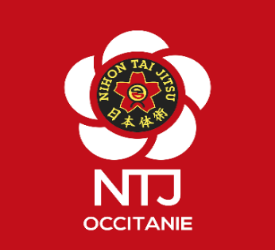 NIHON TAI JITSU
日本体術
NTJ
OCCITANIE